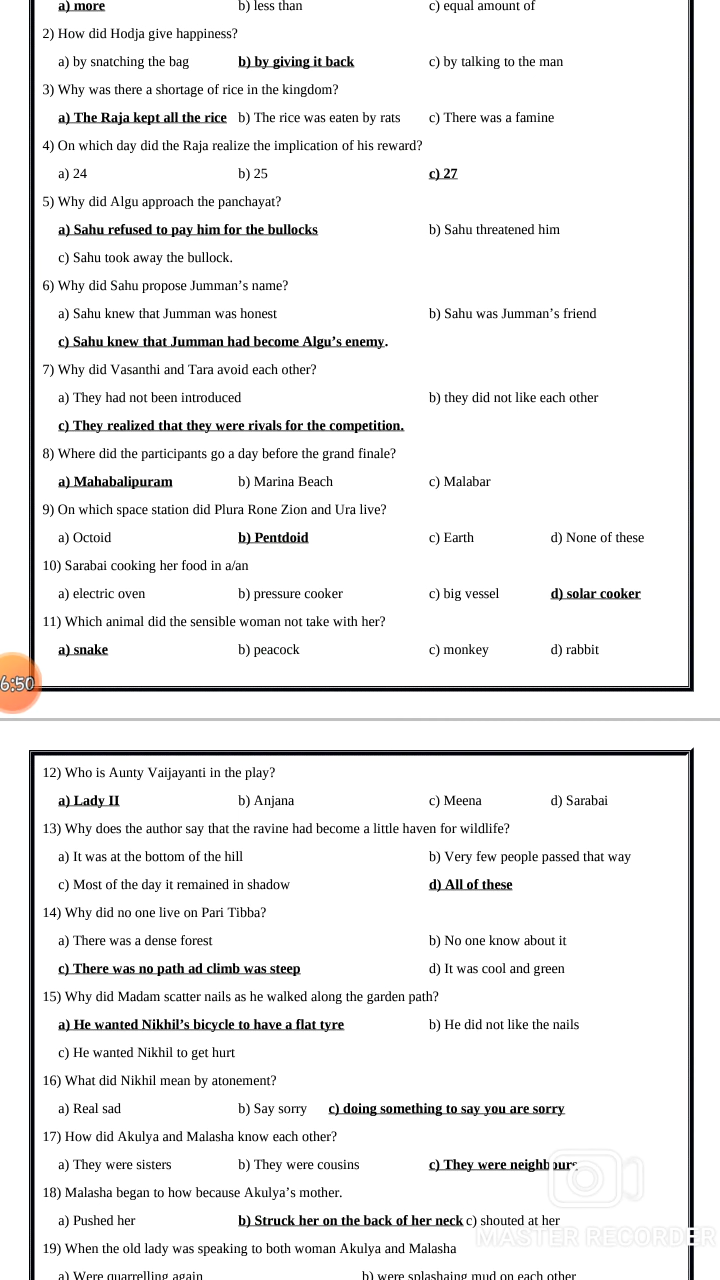 a) more b) less than c) equal amount of
2) How did Hodja give happiness?
a) by snatching the bag b) by giving it back c) by talking to the man
3) Why was there a shortage of rice in the kingdom?
a) The Raja kept all the rice b) The rice was eaten by rats c) There was a famine
4) On which day did the Raja realize the implication of his reward?
a) 24 b) 25 c) 27
5) Why did Algu approach the panchayat?
a) Sahu refused to pay him for the bullocks b) Sahu threatened him
c) Sahu took away the bullock.
6) Why did Sahu propose Jumman’s name?
a) Sahu knew that Jumman was honest b) Sahu was Jumman’s friend
c) Sahu knew that Jumman had become Algu’s enemy.
7) Why did Vasanthi and Tara avoid each other?
a) They had not been introduced b) they did not like each other
c) They realized that they were rivals for the competition.
8) Where did the participants go a day before the grand finale?
a) Mahabalipuram b) Marina Beach c) Malabar
9) On which space station did Plura Rone Zion and Ura live?
a) Octoid b) Pentdoid c) Earth d) None of these
10) Sarabai cooking her food in a/an
a) electric oven b) pressure cooker c) big vessel d) solar cooker
11) Which animal did the sensible woman not take with her?
a) snake b) peacock c) monkey d) rabbit
6:50
12) Who is Aunty Vaijayanti in the play?
a) Lady II b) Anjana c) Meena d) Sarabai
13) Why does the author say that the ravine had become a little haven for wildlife?
a) It was at the bottom of the hill b) Very few people passed that way
c) Most of the day it remained in shadow d) All of these
14) Why did no one live on Pari Tibba?
a) There was a dense forest b) No one know about it
c) There was no path ad climb was steep d) It was cool and green
15) Why did Madam scatter nails as he walked along the garden path?
a) He wanted Nikhil’s bicycle to have a flat tyre b) He did not like the nails
c) He wanted Nikhil to get hurt
16) What did Nikhil mean by atonement?
a) Real sad b) Say sorry c) doing something to say you are sorry
17) How did Akulya and Malasha know each other?
a) They were sisters b) They were cousins c) They were neighbours
18) Malasha began to how because Akulya’s mother.
a) Pushed her b) Struck her on the back of her neck c) shouted at her
MASTER RECORDER
19) When the old lady was speaking to both woman Akulya and Malasha
a) Were quarrelling again b) were splashaing mud on each other